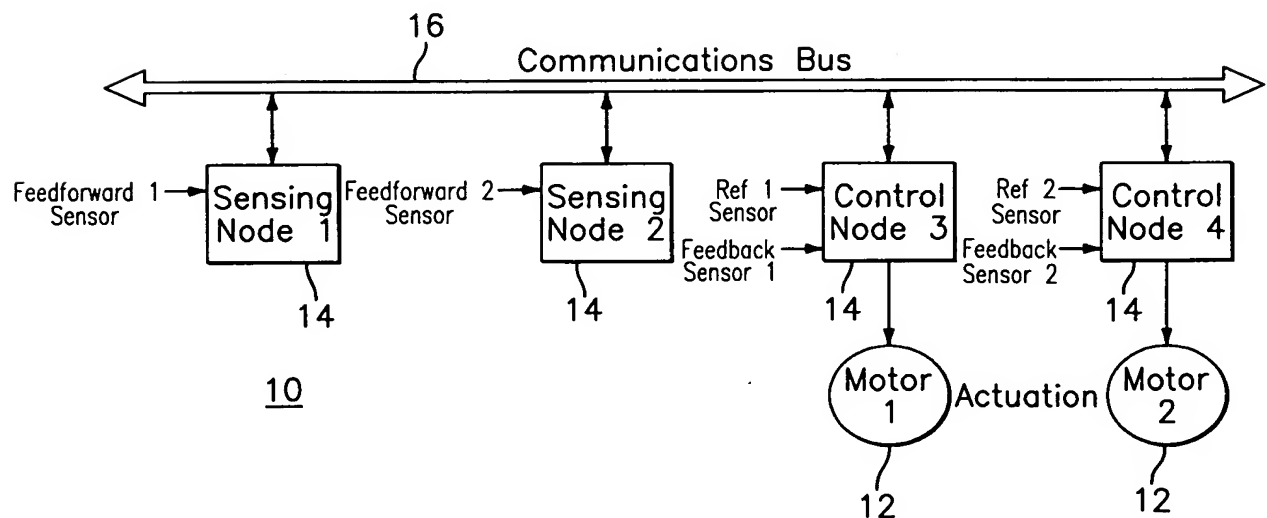 16
Communications Bus
Feedforward 1
Sensor
Sensing
Node 1
Feedforward 2
Sensor
Sensing
Node 2
Ref 1
Sensor
Feedback
Sensor 1
Control
Node 3
Ref 2
Sensor
Feedback
Sensor 2
Control
Node 4
14
14
14
14
10
Motor
1
Actuation
Motor
2
12
12